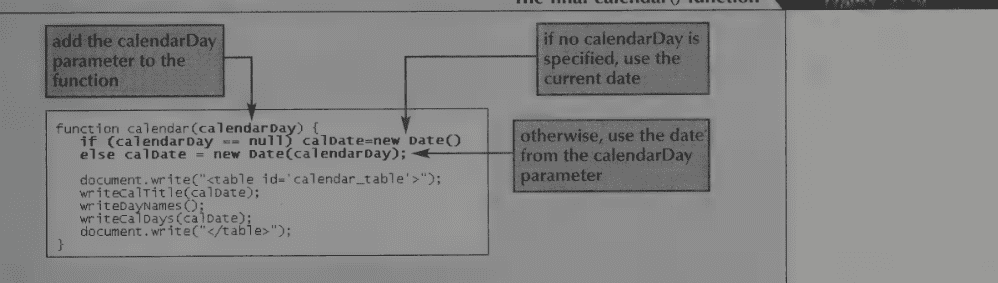 The final calendar() function
add the calendarDay
parameter to the
function
if no calendarDay is
specified, use the
current date
function calendar(calendarDay) {
if (calendarDay == null) calDate=new Date()
else calDate = new Date(calendarDay);
otherwise, use the date
from the calendarDay
parameter
document.write("<table id='calendar_table'>");
writeCalTitle(calDate);
writeDayNames();
writeCalDays(calDate);
document.write("</table>");
}